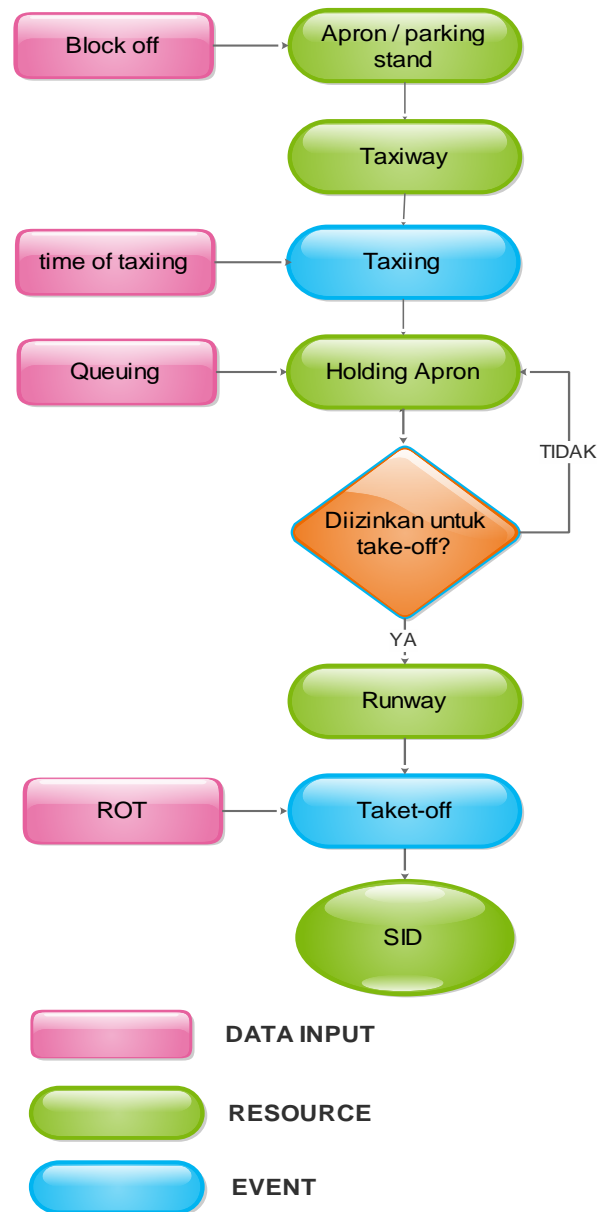 Block off
Apron / parking
stand
Taxiway
time of taxiing
Taxiing
Queuing
Holding Apron
TIDAK
Diizinkan untuk
take-off?
YA
Runway
ROT
Taket-off
SID
DATA INPUT
RESOURCE
EVENT